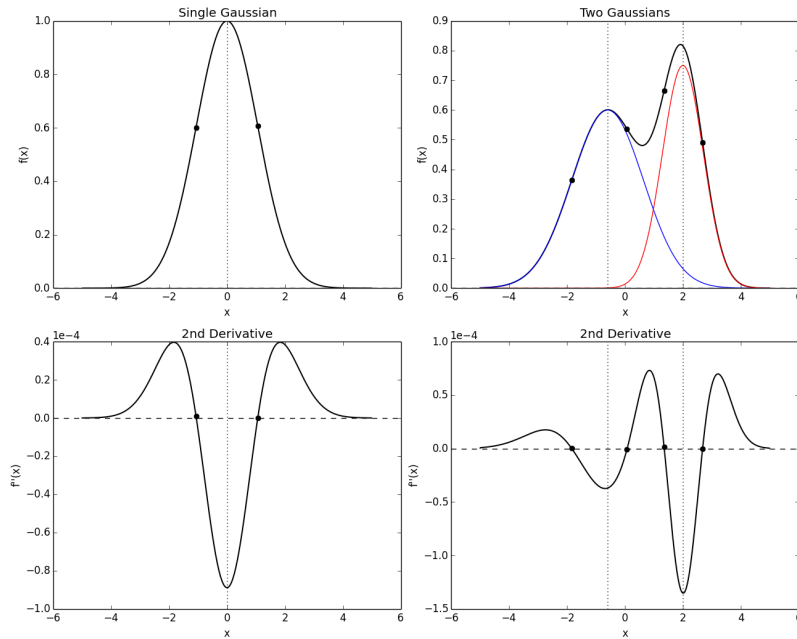 Single Gaussian
1.0
0.8
0.6
0.4
0.2
0.0
f(x)
−6 −4 −2 0 2 4 6
x
Two Gaussians
0.9
0.8
0.7
0.6
0.5
0.4
0.3
0.2
0.1
0.0
f(x)
−6 −4 −2 0 2 4 6
x
2nd Derivative
1e−4
0.4
0.2
0.0
−0.2
−0.4
−0.6
−0.8
−1.0
f''(x)
−6 −4 −2 0 2 4 6
x
2nd Derivative
1e−4
1.0
0.5
0.0
−0.5
−1.0
−1.5
f''(x)
−6 −4 −2 0 2 4 6
x